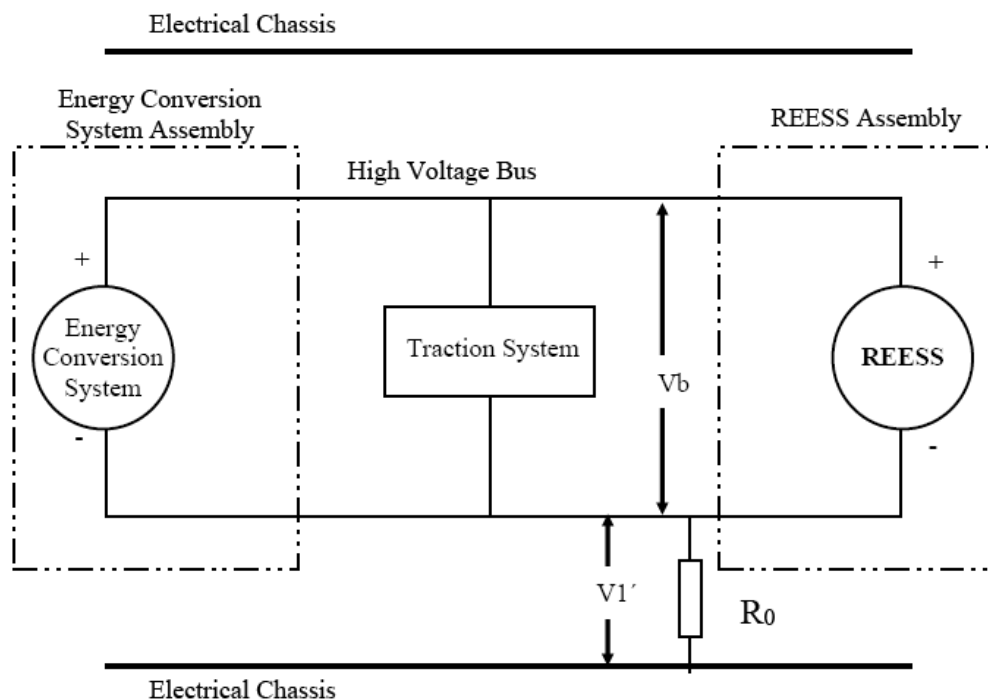 Electrical Chassis
Energy Conversion
System Assembly
REESS Assembly
High Voltage Bus
+
+
Energy
Conversion
System
Traction System
Vb
REESS
-
-
V1´
R₀
Electrical Chassis